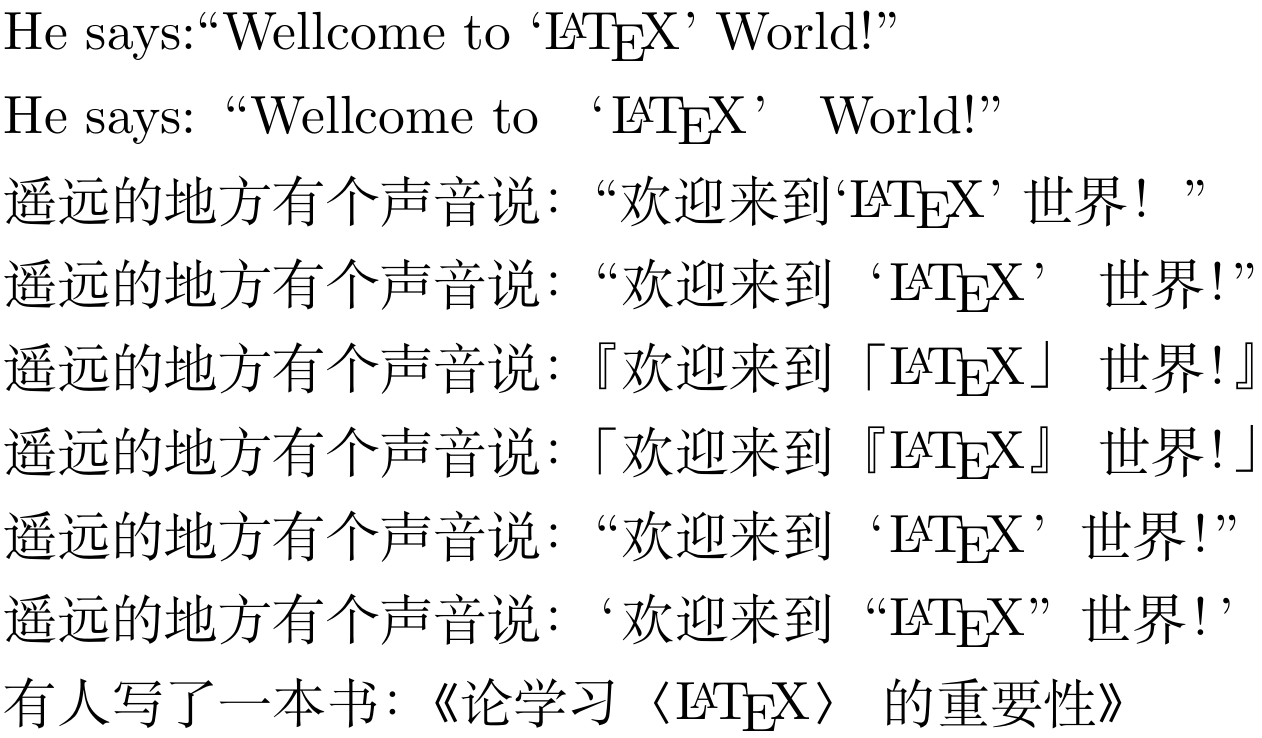 He says:“Wellcome to ‘LATEX’ World!”
He says: “Wellcome to ‘LATEX’ World!”
遥远的地方有个声音说：“欢迎来到‘LATEX’ 世界！”
遥远的地方有个声音说：“欢迎来到 ‘LATEX’ 世界！”
遥远的地方有个声音说：『欢迎来到「LATEX」 世界！』
遥远的地方有个声音说：「欢迎来到『LATEX』 世界！」
遥远的地方有个声音说：“欢迎来到 ‘LATEX’ 世界！”
遥远的地方有个声音说：‘欢迎来到 “LATEX” 世界！’
有人写了一本书：《论学习〈LATEX〉 的重要性》